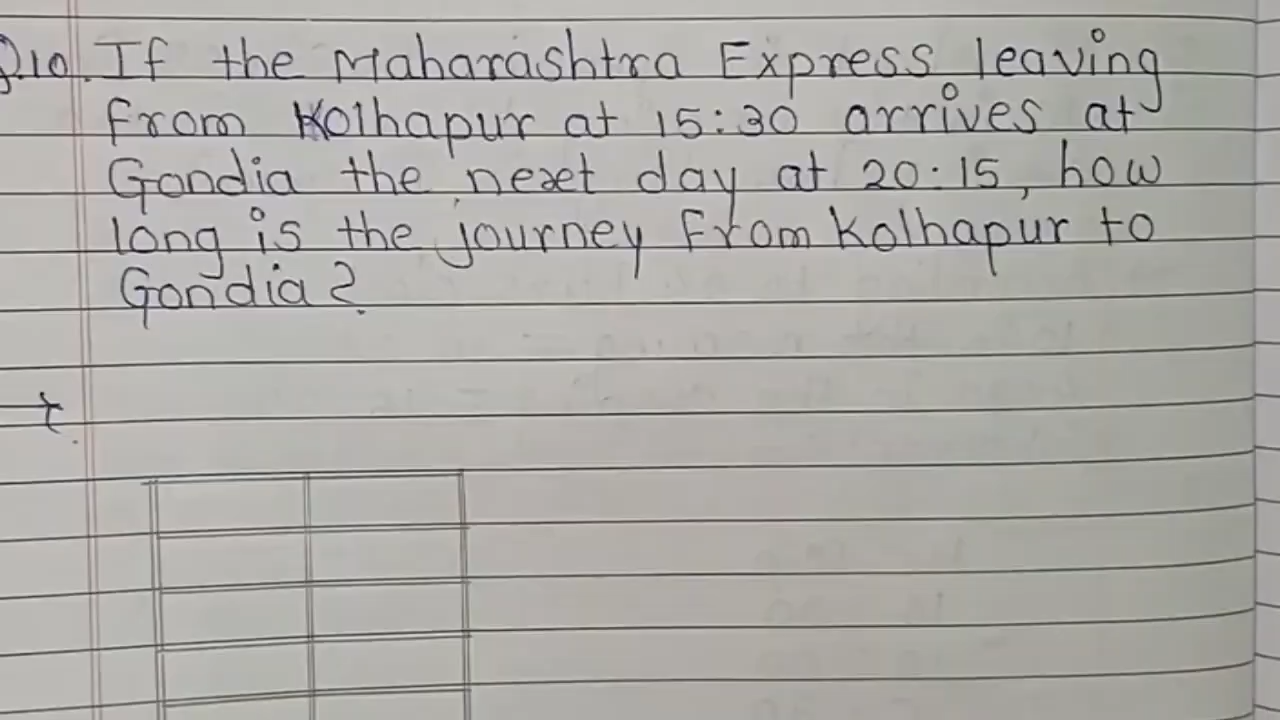 Q.10. If the Maharashtra Express leaving
from Kolhapur at 15:30 arrives at
Gondia the next day at 20:15, how
long is the journey from Kolhapur to
Gondia?
→